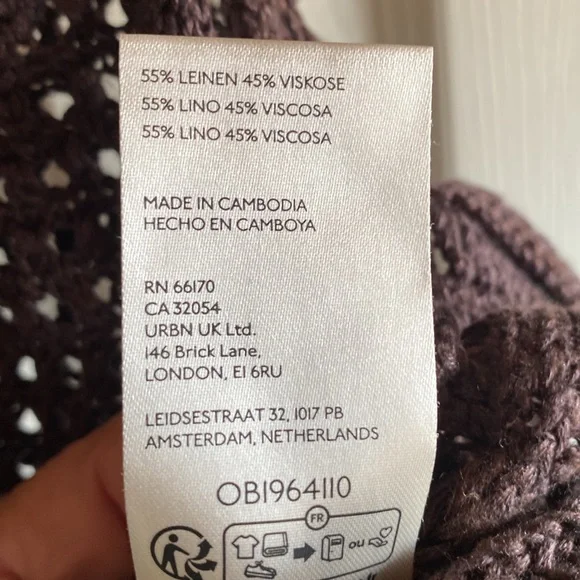 55% LEINEN 45% VISKOSE
55% LINO 45% VISCOSA
55% LINO 45% VISCOSA
MADE IN CAMBODIA
HECHO EN CAMBOYA
RN 66170
CA 32054
URBN UK Ltd.
146 Brick Lane,
LONDON, E1 6RU
LEIDSESTRAAT 32, 1017 PB
AMSTERDAM, NETHERLANDS
OB1964110
FR
ou